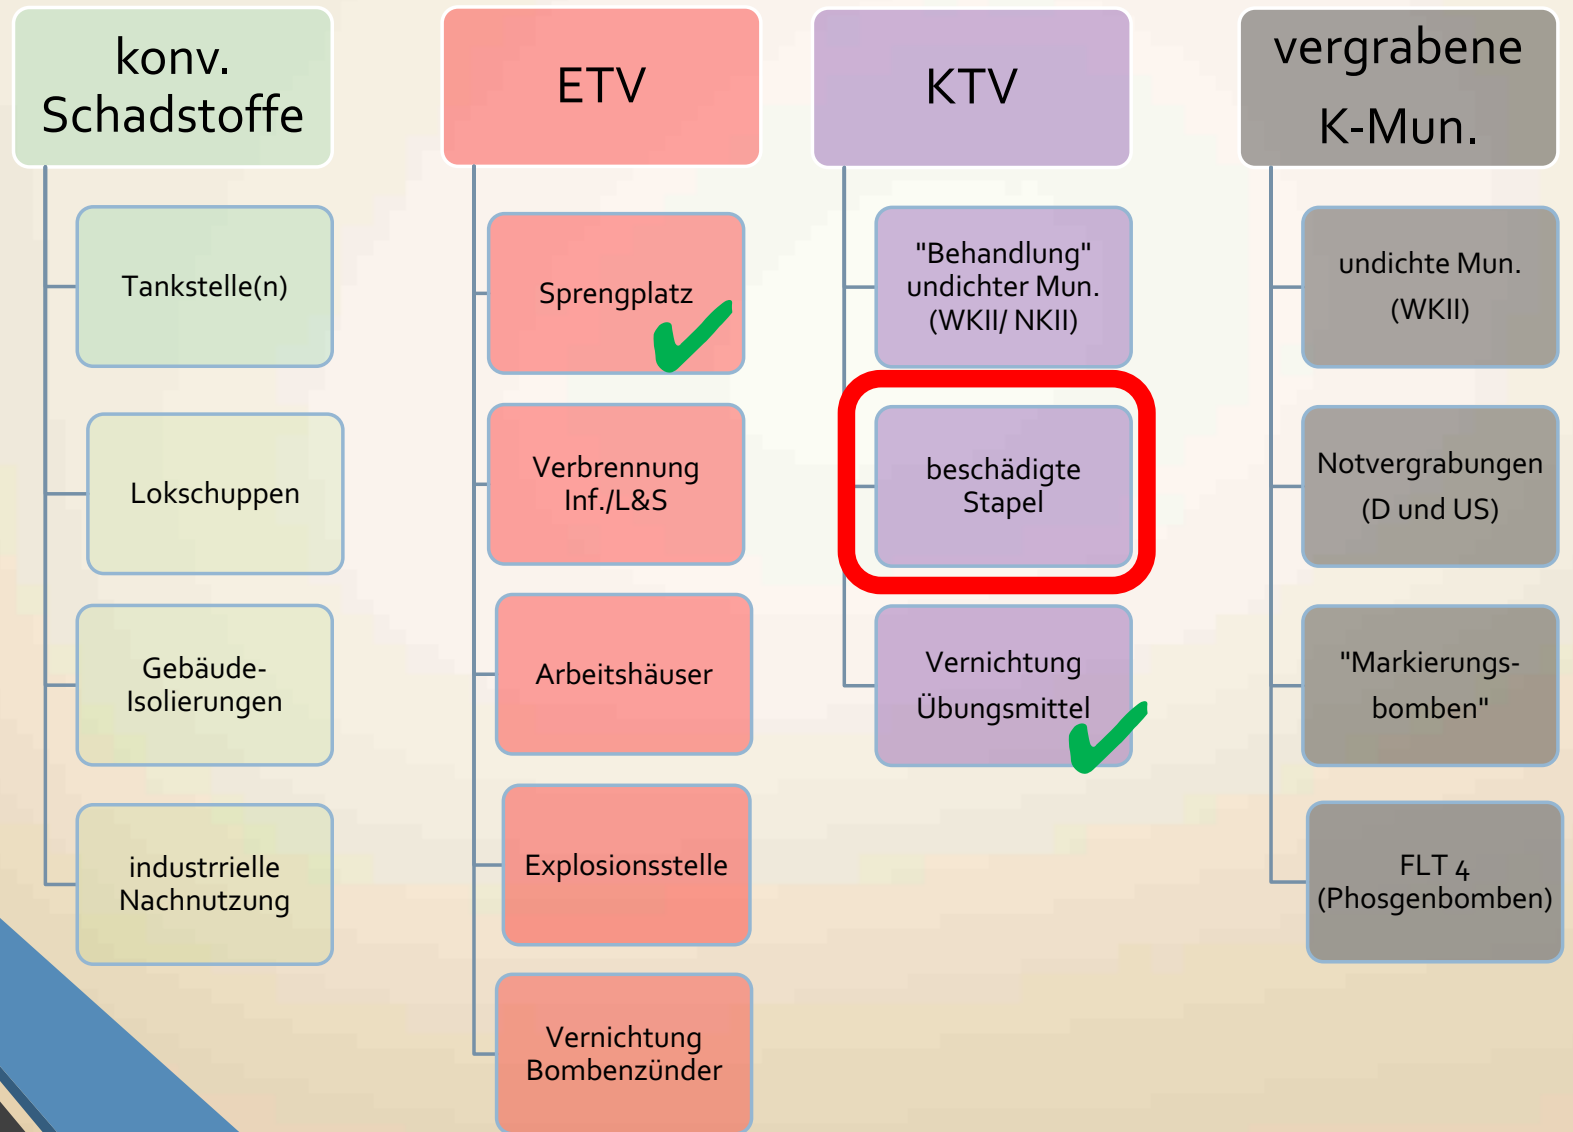 konv.
Schadstoffe
Tankstelle(n)
Lokschuppen
Gebäude-
Isolierungen
industrrielle
Nachnutzung
ETV
Sprengplatz
Verbrennung
Inf./L&S
Arbeitshäuser
Explosionsstelle
Vernichtung
Bombenzünder
KTV
"Behandlung"
undichter Mun.
(WKII/ NKII)
beschädigte
Stapel
Vernichtung
Übungsmittel
vergrabene
K-Mun.
undichte Mun.
(WKII)
Notvergrabungen
(D und US)
"Markierungs-
bomben"
FLT 4
(Phosgenbomben)